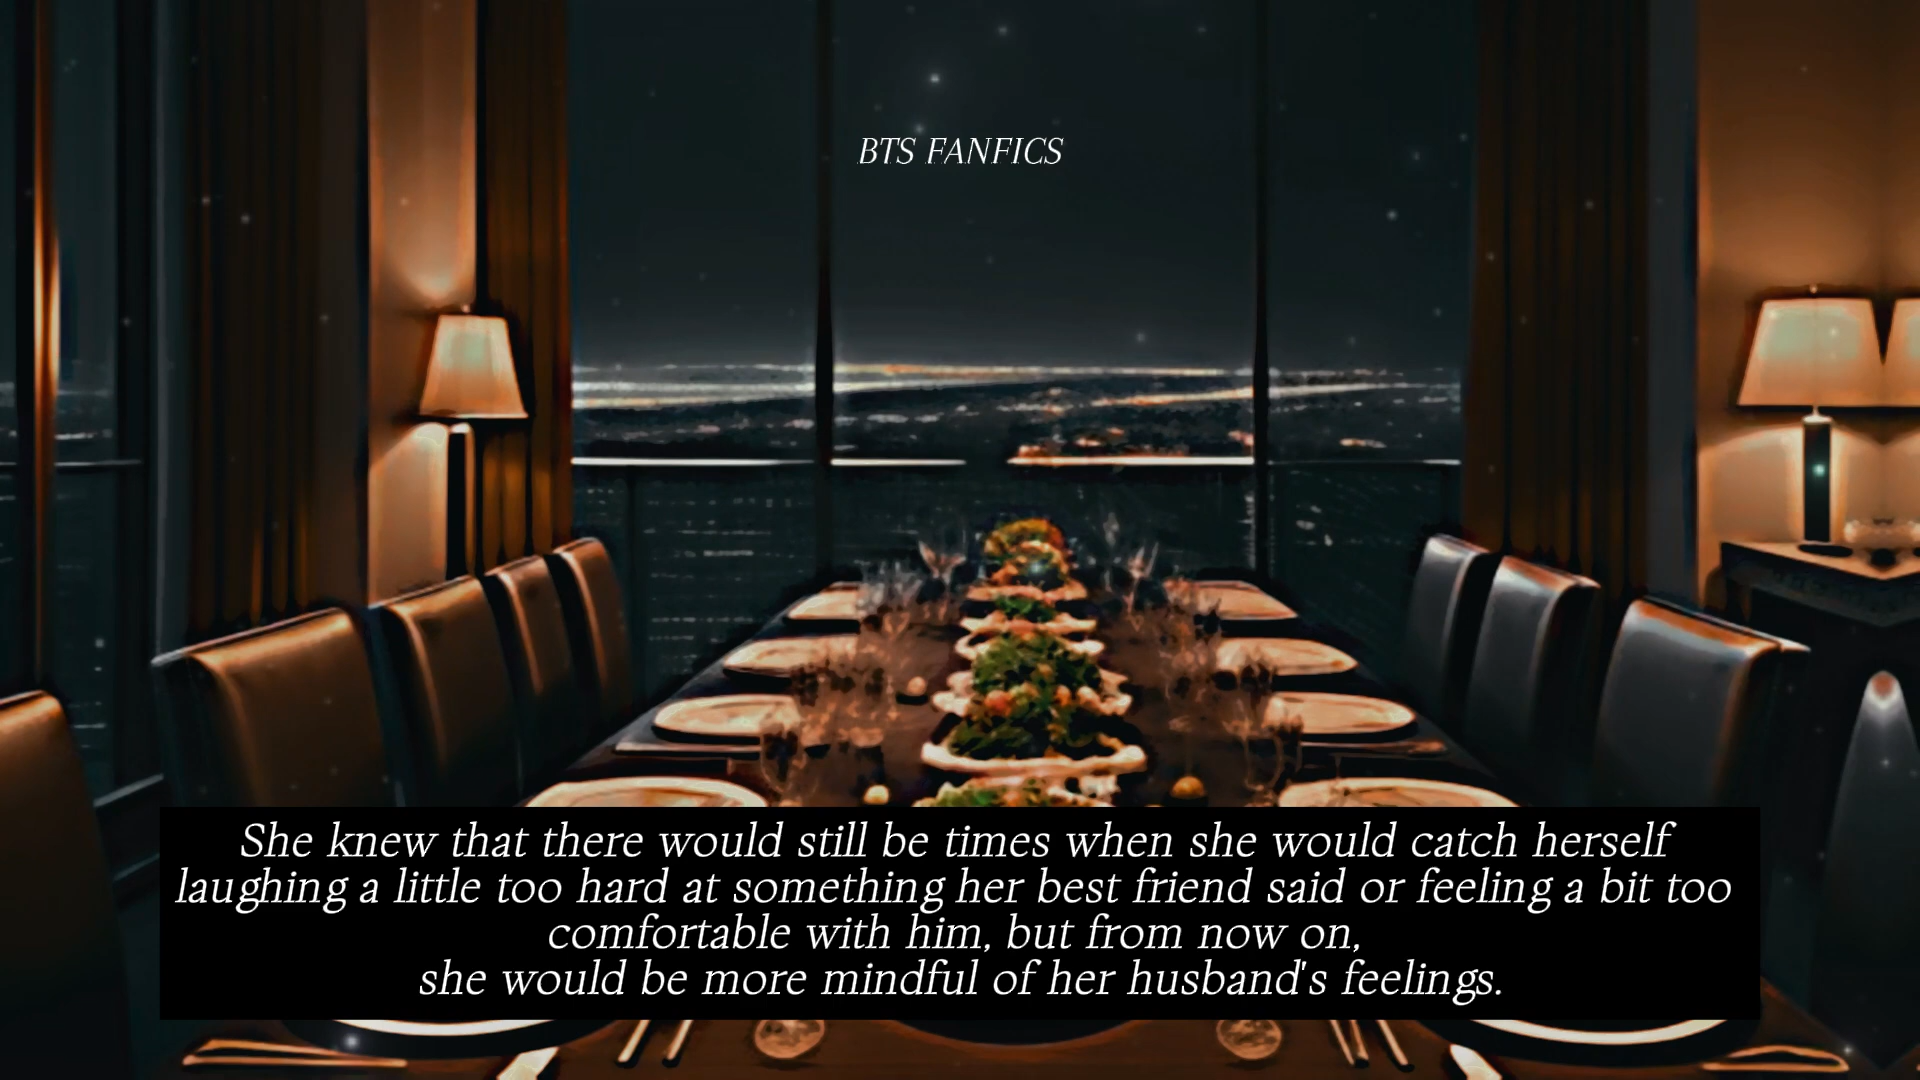 BTS FANFICS
She knew that there would still be times when she would catch herself
laughing a little too hard at something her best friend said or feeling a bit too
comfortable with him, but from now on,
she would be more mindful of her husband's feelings.